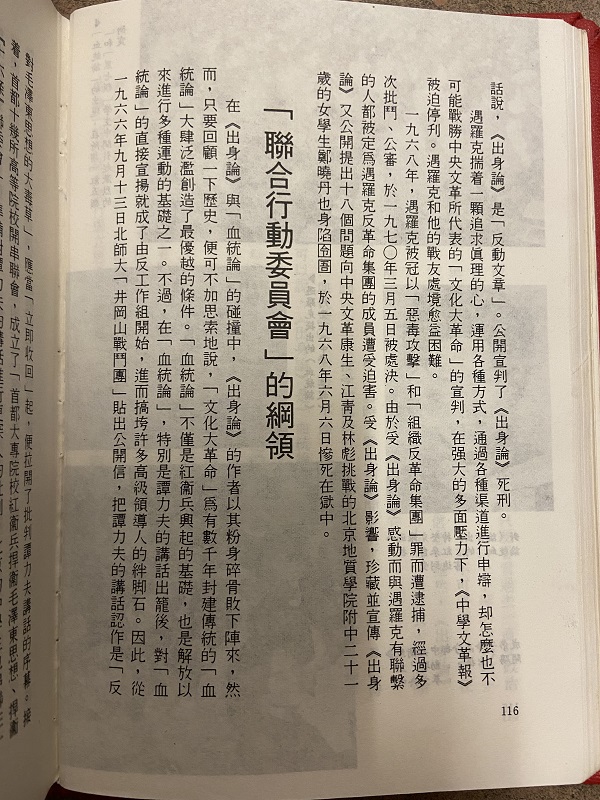 話說，《出身論》是「反動文章」。公開宣判了《出身論》死刑。
遇羅克揣着一顆追求眞理的心，運用各種方式，通過各種渠道進行申辯，却怎麼也不
可能戰勝中央文革所代表的「文化大革命」的宣判，在强大的多面壓力下，《中學文革報》
被迫停刋。遇羅克和他的戰友處境愈益困難。
一九六八年，遇羅克被冠以「惡毒攻擊」和「組織反革命集團」罪而遭逮捕，經過多
次批鬥、公審，於一九七〇年三月五日被處決。由於受《出身論》感動而與遇羅克有聯繫
的人都被定爲遇羅克反革命集團的成員遭受迫害。受《出身論》影響，珍藏並宣傳《出身
論》又公開提出十八個問題向中央文革康生、江靑及林彪挑戰的北京地質學院附中二十一
歲的女學生鄭曉丹也身陷囹圄，於一九六八年六月六日慘死在獄中。
「聯合行動委員會」的綱領
在《出身論》與「血統論」的碰撞中，《出身論》的作者以其粉身碎骨敗下陣來，然
而，只要回顧一下歷史，便可不加思索地說，「文化大革命」爲有數千年封建傳統的「血
統論」大肆泛濫創造了最優越的條件。「血統論」不僅是紅衞兵興起的基礎，也是解放以
來進行多種運動的基礎之一。不過，在「血統論」，特別是譚力夫的講話出籠後，對「血
統論」的直接宣揚就成了由反工作組開始，進而搞垮許多高級領導人的絆脚石。因此，從
一九六六年九月十三日北師大「井岡山戰鬥團」貼出公開信，把譚力夫的講話認作是「反
116
對毛澤東思想的大毒草」，應當「立即收回」起，便拉開了批判譚力夫講話的序幕。接
着，首都十幾所高等院校開串聯會，成立了「首都大專院校紅衞兵捍衞毛澤東思想、捍衞